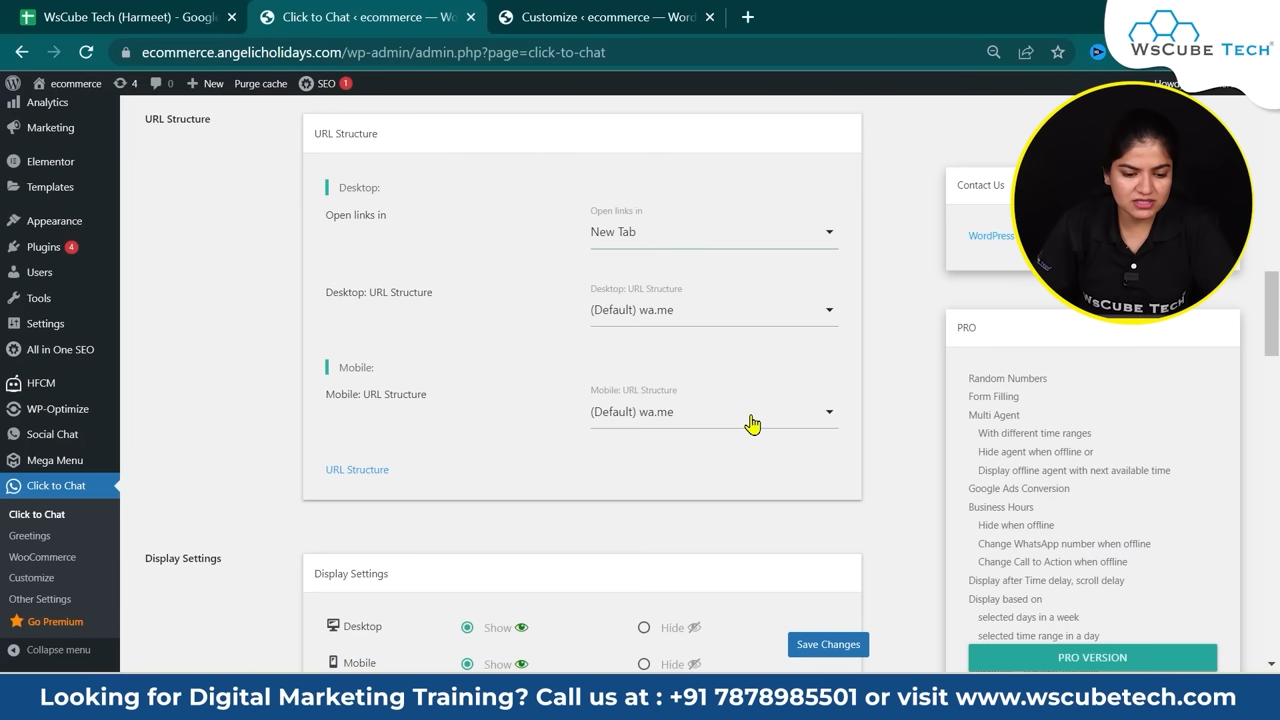 WsCube Tech (Harmeet) - Googl
Click to Chat ‹ ecommerce — Wo
Customize ‹ ecommerce — Word
WsCube Tech
ecommerce.angelicholidays.com/wp-admin/admin.php?page=click-to-chat
ecommerce
4
0
New
Purge cache
SEO 1
Analytics
Marketing
Elementor
Templates
Appearance
Plugins 4
Users
Tools
Settings
All in One SEO
HFCM
WP-Optimize
Social Chat
Mega Menu
Click to Chat
Click to Chat
Greetings
WooCommerce
Customize
Other Settings
Go Premium
Collapse menu
URL Structure
URL Structure
Desktop:
Open links in
Open links in
New Tab
Desktop: URL Structure
Desktop: URL Structure
(Default) wa.me
Mobile:
Mobile: URL Structure
Mobile: URL Structure
(Default) wa.me
URL Structure
Display Settings
Display Settings
Desktop
Show
Hide
Mobile
Show
Hide
Save Changes
Contact Us
WordPress
PRO
Random Numbers
Form Filling
Multi Agent
With different time ranges
Hide agent when offline or
Display offline agent with next available time
Google Ads Conversion
Business Hours
Hide when offline
Change WhatsApp number when offline
Change Call to Action when offline
Display after Time delay, scroll delay
Display based on
selected days in a week
selected time range in a day
PRO VERSION
WsCUBE TECH
Looking for Digital Marketing Training? Call us at : +91 7878985501 or visit www.wscubetech.com